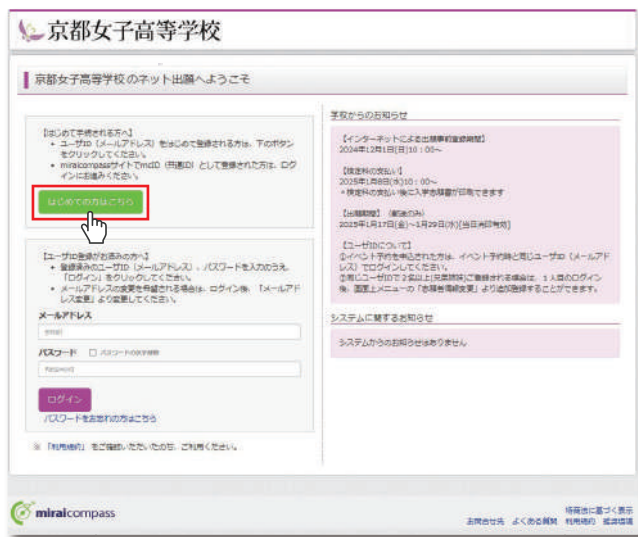 京都女子高等学校
京都女子高等学校のネット出願へようこそ
【はじめて手続される方へ】
• ユーザID（メールアドレス）をはじめて登録される方は、下のボタン
をクリックしてください。
• miraicompassサイトでmcID（共通ID）として登録された方は、ログ
インにお進みください。
はじめての方はこちら
【ユーザID登録がお済みの方へ】
• 登録済みのユーザID（メールアドレス）、パスワードを入力のうえ、
「ログイン」をクリックしてください。
• メールアドレスの変更を希望される場合は、ログイン後、「メールアド
レス変更」より変更してください。
メールアドレス
email
パスワード パスワードの文字種類
Password
ログイン
パスワードをお忘れの方はこちら
※ 「利用規約」をご確認いただいたのち、ご利用ください。
学校からのお知らせ
【インターネットによる出願事前登録期間】
2024年12月1日[日]10：00～
【検定料の支払い】
2025年1月8日(水)10：00～
＊検定料の支払い後に入学志願書が印刷できます
【出願期間】（郵送のみ）
2025年1月17日(金)～1月29日(水)[当日消印有効]
【ユーザIDについて】
①イベント予約を申込された方は、イベント予約時と同じユーザID（メールアド
レス）でログインしてください。
②同じユーザIDで２名以上(兄弟姉妹)ご登録される場合は、１人目のログイン
後、画面上メニューの「志願者情報変更」より追加登録することができます。
システムに関するお知らせ
システムからのお知らせはありません
miraicompass
特商法に基づく表示
お問合せ先 よくある質問 利用規約 推奨環境